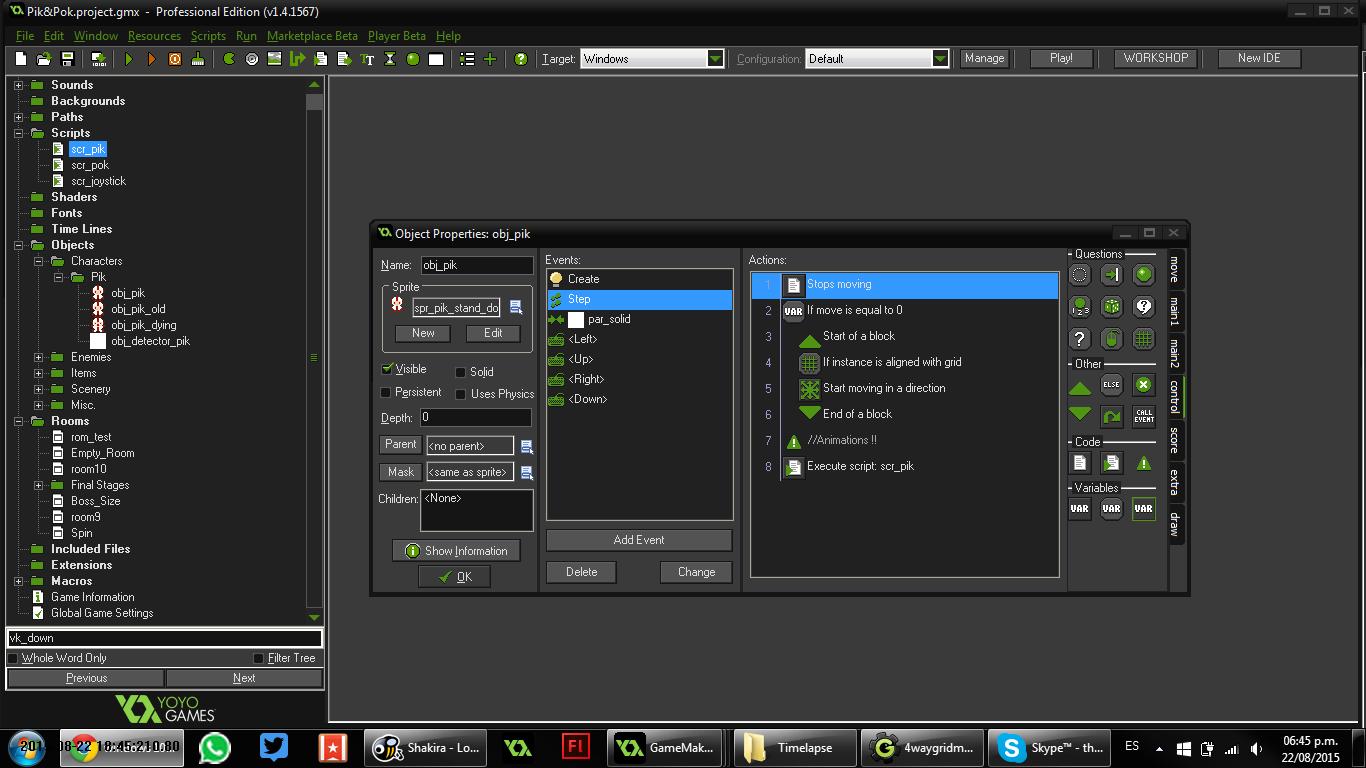 Pik&Pok.project.gmx - Professional Edition (v1.4.1567)
File Edit Window Resources Scripts Run Marketplace Beta Player Beta Help
Target: Windows Configuration: Default Manage Play! WORKSHOP New IDE
Sounds
Backgrounds
Paths
Scripts
scr_pik
scr_pok
scr_joystick
Shaders
Fonts
Time Lines
Objects
Characters
Pik
obj_pik
obj_pik_old
obj_pik_dying
obj_detector_pik
Enemies
Items
Scenery
Misc.
Rooms
rom_test
Empty_Room
room10
Final Stages
Boss_Size
room9
Spin
Included Files
Extensions
Macros
Game Information
Global Game Settings
vk_down
Whole Word Only Filter Tree
Previous Next
YOYO
GAMES
Object Properties: obj_pik
Name: obj_pik
Sprite
spr_pik_stand_do
New Edit
Visible Solid
Persistent Uses Physics
Depth: 0
Parent <no parent>
Mask <same as sprite>
Children: <None>
Show Information
OK
Events:
Create
Step
par_solid
<Left>
<Up>
<Right>
<Down>
Add Event
Delete Change
Actions:
1 Stops moving
2 VAR If move is equal to 0
3 Start of a block
4 If instance is aligned with grid
5 Start moving in a direction
6 End of a block
7 //Animations !!
8 Execute script: scr_pik
Questions
Other
ELSE
CALL EVENT
Code
Variables
VAR VAR VAR
move
main1
main2
control
score
extra
draw
Shakira - Lo...
FI
GameMak...
Timelapse
4waygridm...
Skype™ - th...
ES
06:45 p.m.
22/08/2015